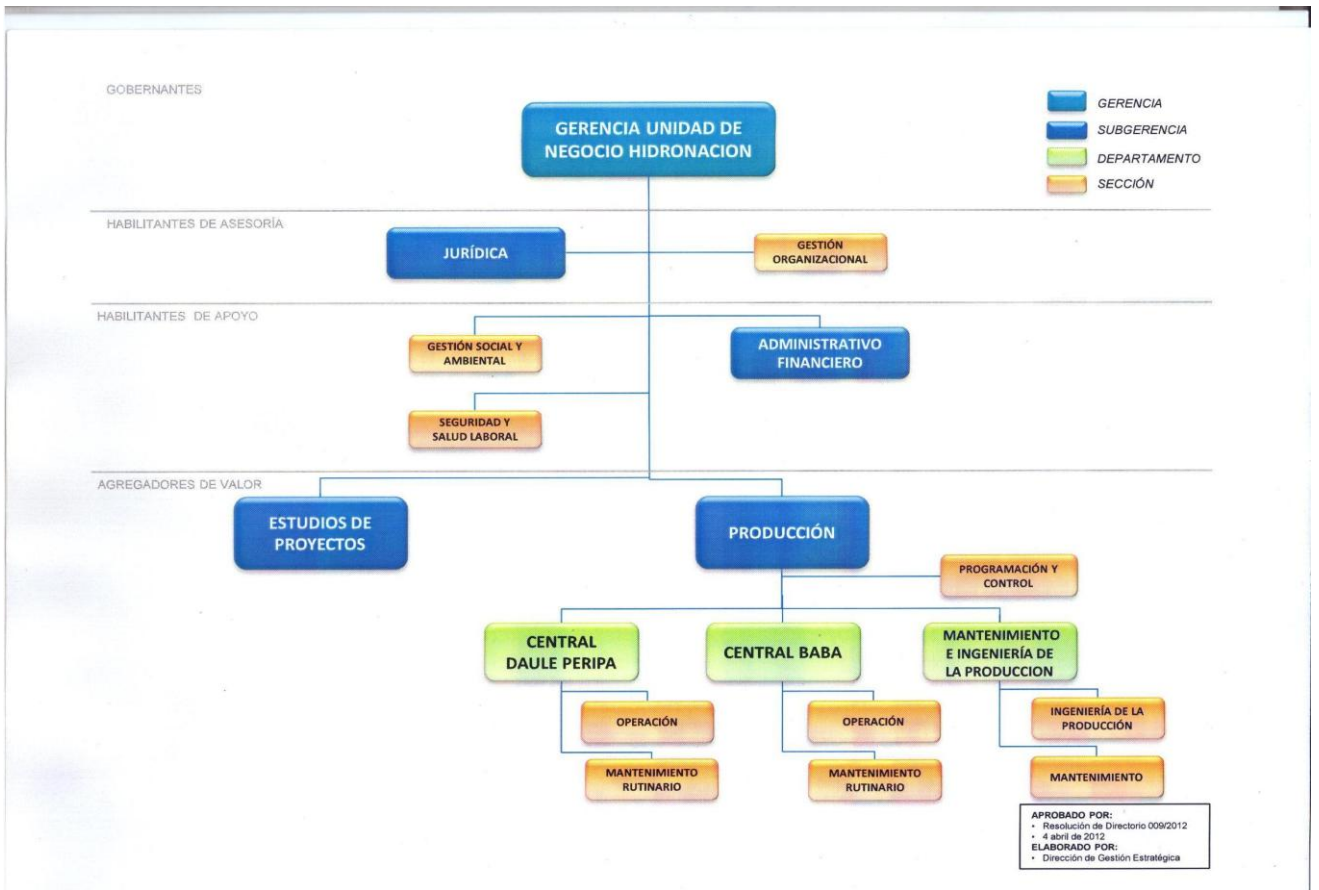 GOBERNANTES
GERENCIA UNIDAD DE
NEGOCIO HIDRONACION
GERENCIA
SUBGERENCIA
DEPARTAMENTO
SECCIÓN
HABILITANTES DE ASESORÍA
JURÍDICA
GESTIÓN
ORGANIZACIONAL
HABILITANTES DE APOYO
GESTIÓN SOCIAL Y
AMBIENTAL
ADMINISTRATIVO
FINANCIERO
SEGURIDAD Y
SALUD LABORAL
AGREGADORES DE VALOR
ESTUDIOS DE
PROYECTOS
PRODUCCIÓN
PROGRAMACIÓN Y
CONTROL
CENTRAL
DAULE PERIPA
CENTRAL BABA
MANTENIMIENTO
E INGENIERÍA DE
LA PRODUCCION
OPERACIÓN
OPERACIÓN
INGENIERÍA DE LA
PRODUCCIÓN
MANTENIMIENTO
RUTINARIO
MANTENIMIENTO
RUTINARIO
MANTENIMIENTO
APROBADO POR:
• Resolución de Directorio 009/2012
• 4 abril de 2012
ELABORADO POR:
• Dirección de Gestión Estratégica